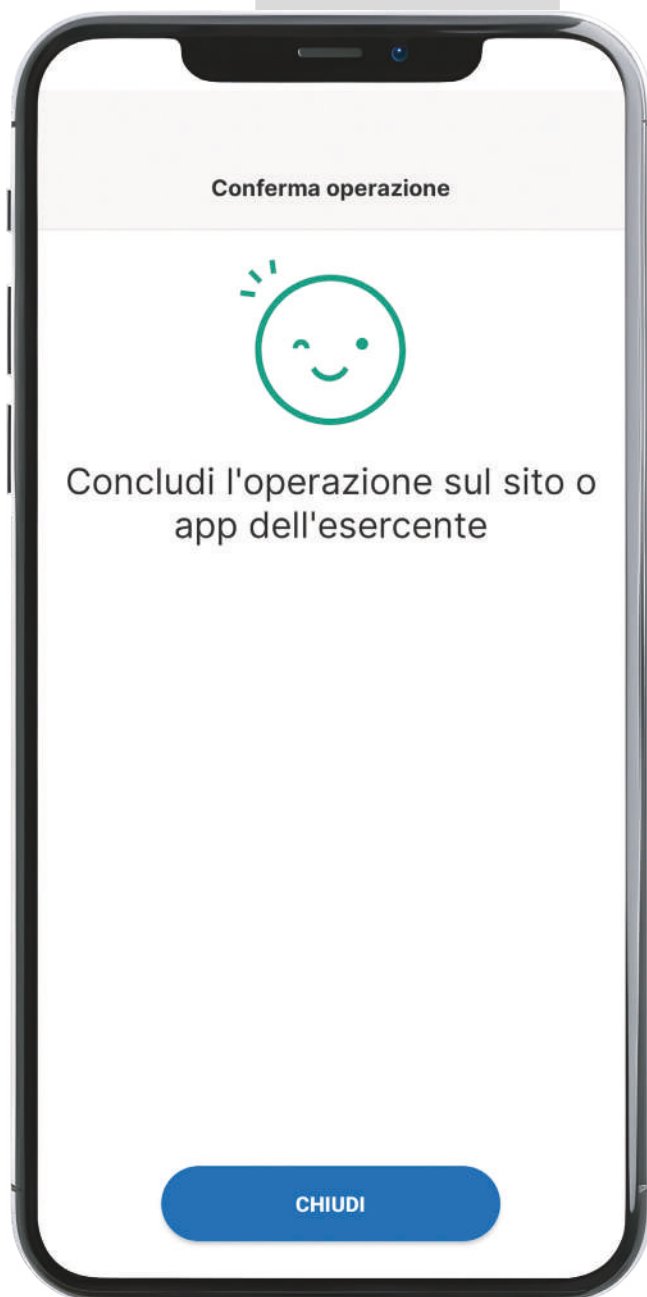 Conferma operazione
Concludi l'operazione sul sito o
app dell'esercente
CHIUDI